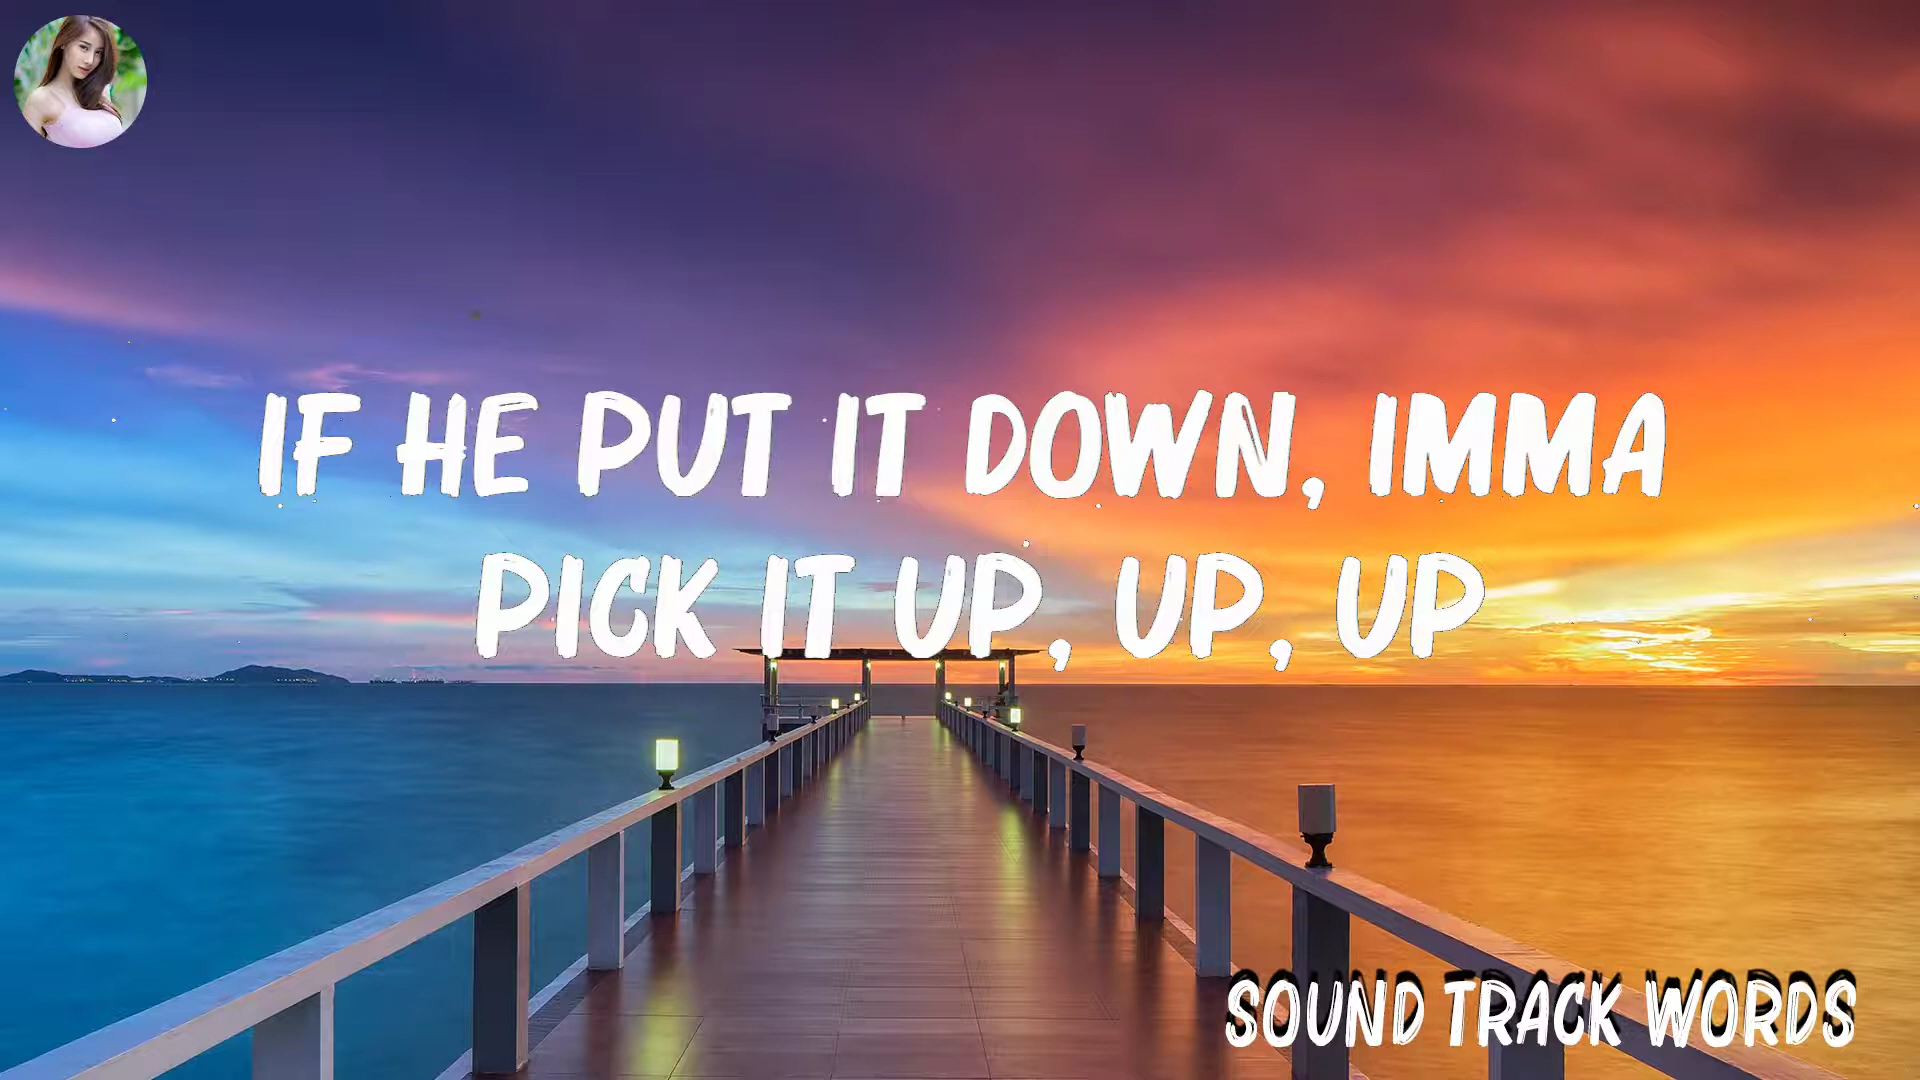 IF HE PUT IT DOWN, IMMA
PICK IT UP, UP, UP
SOUND TRACK WORDS